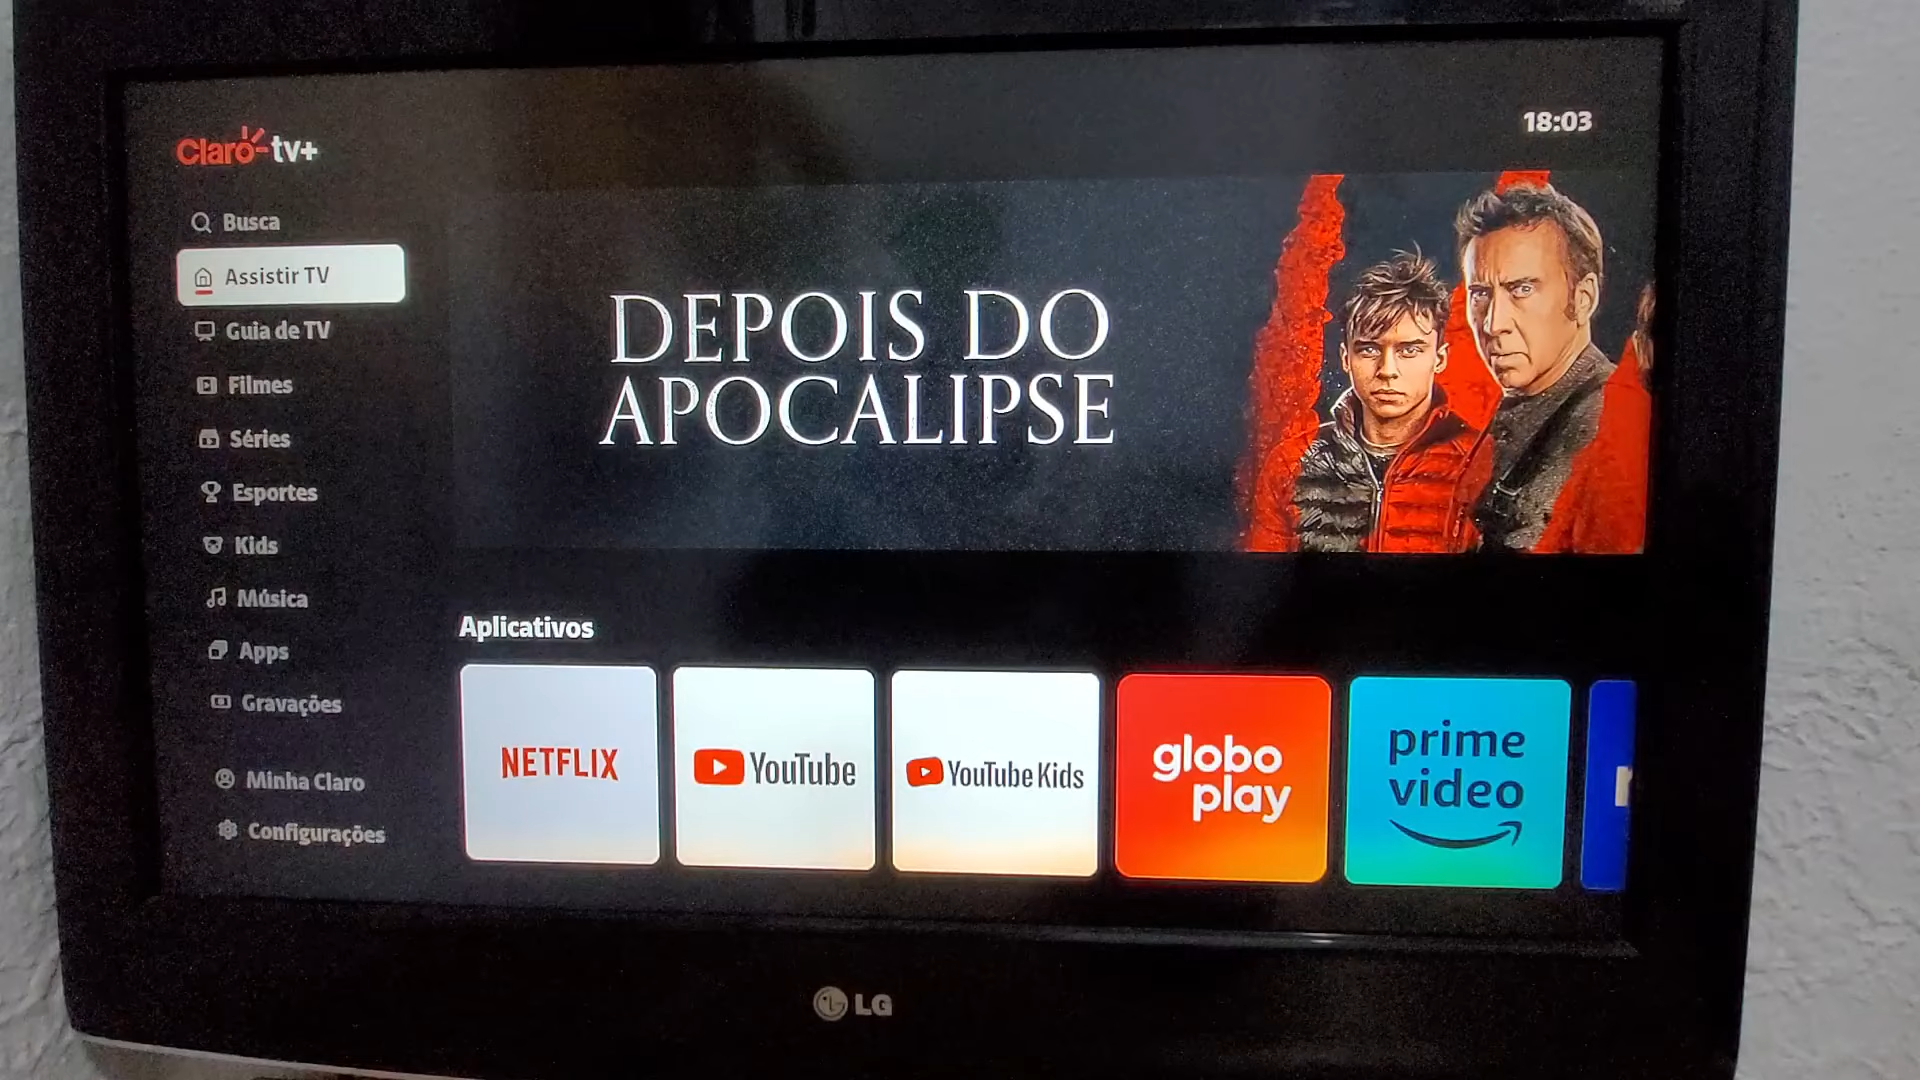 Claro tv+
18:03
Busca
Assistir TV
Guia de TV
Filmes
Séries
Esportes
Kids
Música
Apps
Gravações
Minha Claro
Configurações
DEPOIS DO
APOCALIPSE
Aplicativos
NETFLIX
YouTube
YouTube Kids
globo
play
prime
video
LG